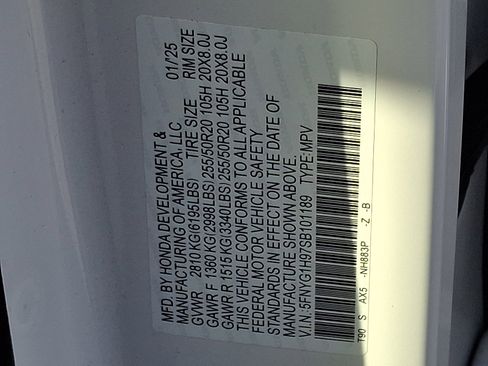 MFD. BY HONDA DEVELOPMENT & 01/25
MANUFACTURING OF AMERICA, LLC
GVWR 2810 KG(6195LBS) TIRE SIZE RIM SIZE
GAWR F 1360 KG(2998LBS) 255/50R20 105H 20X8.0J
GAWR R 1515 KG(3340LBS) 255/50R20 105H 20X8.0J
THIS VEHICLE CONFORMS TO ALL APPLICABLE
FEDERAL MOTOR VEHICLE SAFETY
STANDARDS IN EFFECT ON THE DATE OF
MANUFACTURE SHOWN ABOVE.
V.I.N: 5FNYG1H97SB101189 TYPE:MPV
T90 S AX5 -NH883P -Z -B